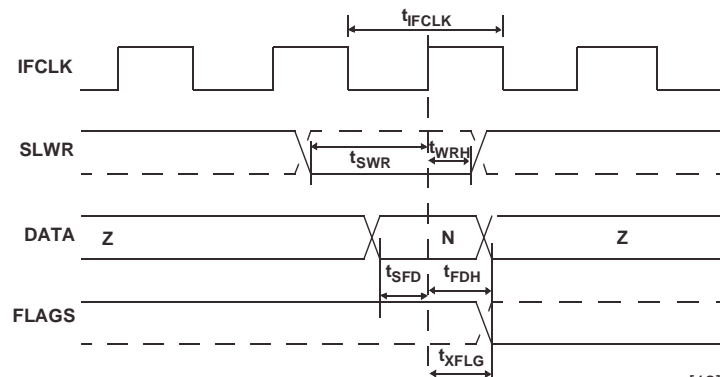 tIFCLK
IFCLK
SLWR
tSWR
tWRH
DATA
Z
N
Z
tSFD
tFDH
FLAGS
tXFLG